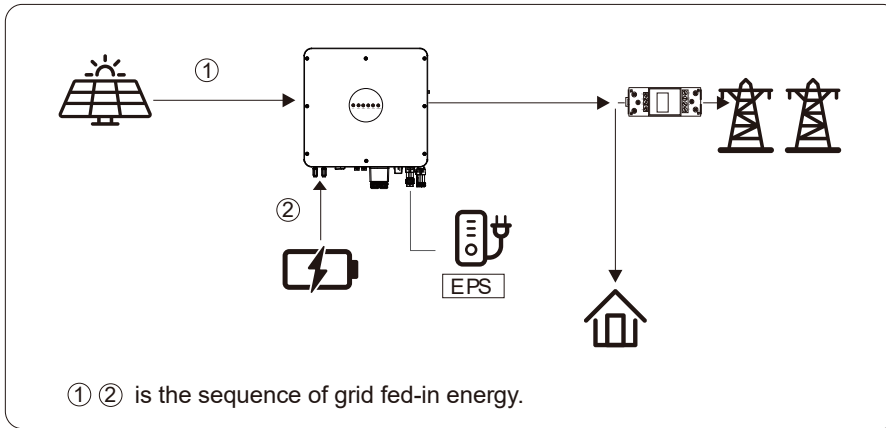 ①
②
EPS
① ② is the sequence of grid fed-in energy.